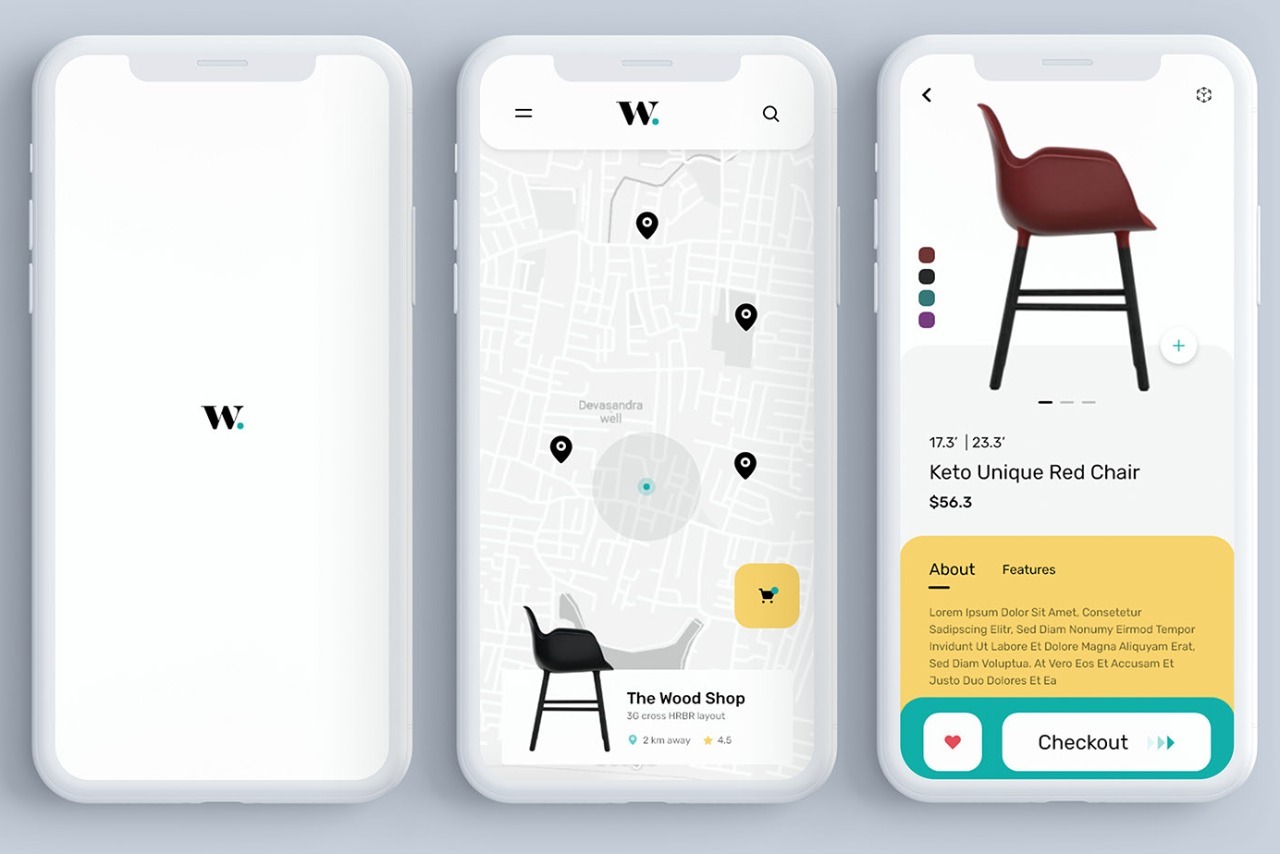 W.
W.
Devasandra
well
The Wood Shop
3G cross HRBR layout
2 km away 4.5
17.3’ | 23.3’
Keto Unique Red Chair
$56.3
About Features
Lorem Ipsum Dolor Sit Amet, Consetetur
Sadipscing Elitr, Sed Diam Nonumy Eirmod Tempor
Invidunt Ut Labore Et Dolore Magna Aliquyam Erat,
Sed Diam Voluptua. At Vero Eos Et Accusam Et
Justo Duo Dolores Et Ea
Checkout